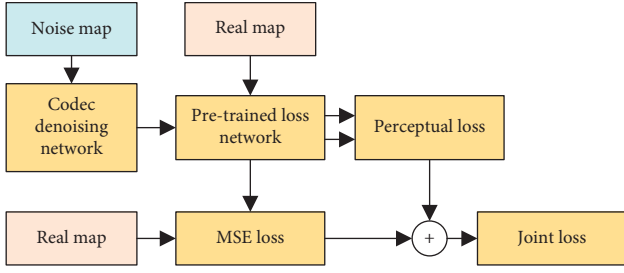 Noise map
Real map
Codec
denoising
network
Pre-trained loss
network
Perceptual loss
Real map
MSE loss
+
Joint loss